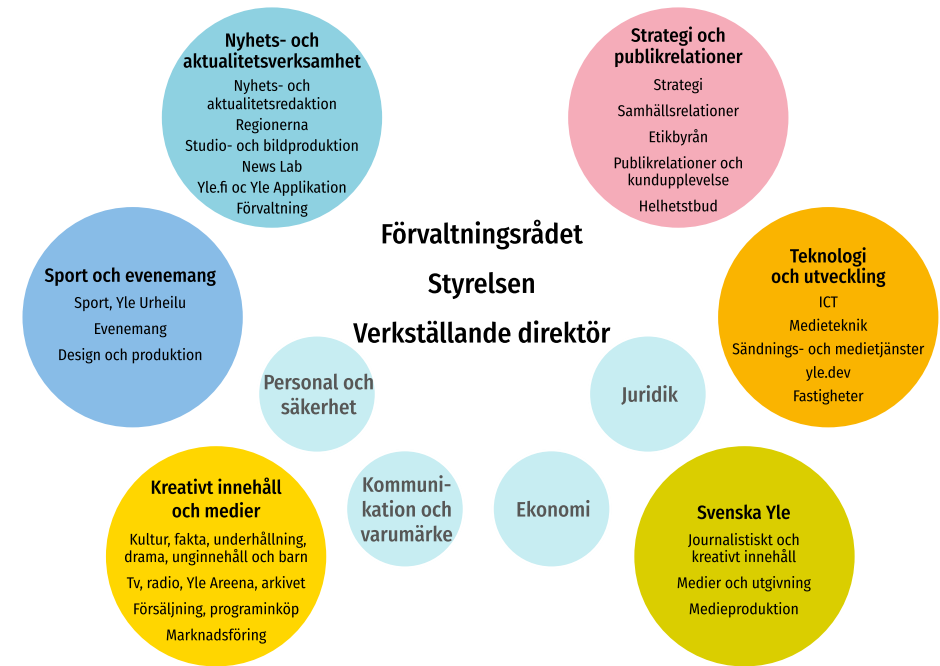 Nyhets- och
aktualitetsverksamhet
Nyhets- och
aktualitetsredaktion
Regionerna
Studio- och bildproduktion
News Lab
Yle.fi oc Yle Applikation
Förvaltning
Strategi och
publikrelationer
Strategi
Samhällsrelationer
Etikbyrån
Publikrelationer och
kundupplevelse
Helhetstbud
Förvaltningsrådet
Styrelsen
Verkställande direktör
Sport och evenemang
Sport, Yle Urheilu
Evenemang
Design och produktion
Teknologi
och utveckling
ICT
Medieteknik
Sändnings- och medietjänster
yle.dev
Fastigheter
Personal och
säkerhet
Juridik
Kommuni-
kation och
varumärke
Ekonomi
Kreativt innehåll
och medier
Kultur, fakta, underhållning,
drama, unginnehåll och barn
Tv, radio, Yle Areena, arkivet
Försäljning, programinköp
Marknadsföring
Svenska Yle
Journalistiskt och
kreativt innehåll
Medier och utgivning
Medieproduktion